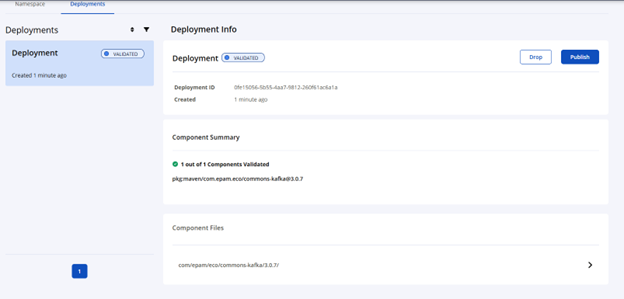 Namespace
Deployments
Deployments
Deployment
VALIDATED
Created 1 minute ago
1
Deployment Info
Deployment
VALIDATED
Drop
Publish
Deployment ID 0fe15056-5b55-4aa7-9812-260f61ac6a1a
Created 1 minute ago
Component Summary
1 out of 1 Components Validated
pkg:maven/com.epam.eco/commons-kafka@3.0.7
Component Files
com/epam/eco/commons-kafka/3.0.7/